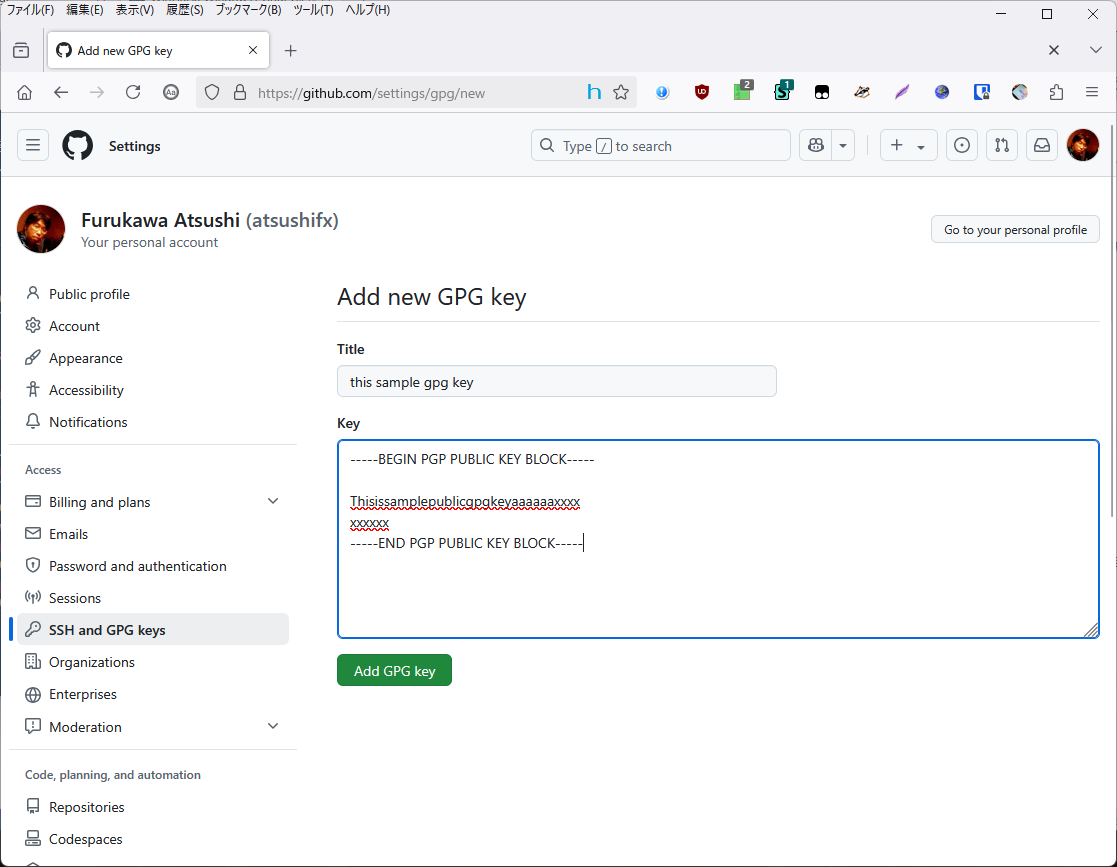 ファイル(F) 編集(E) 表示(V) 履歴(S) ブックマーク(B) ツール(T) ヘルプ(H)
Add new GPG key
https://github.com/settings/gpg/new
2
1
Settings
Type / to search
Furukawa Atsushi (atsushifx)
Your personal account
Go to your personal profile
Public profile
Account
Appearance
Accessibility
Notifications
Access
Billing and plans
Emails
Password and authentication
Sessions
SSH and GPG keys
Organizations
Enterprises
Moderation
Code, planning, and automation
Repositories
Codespaces
Add new GPG key
Title
this sample gpg key
Key
-----BEGIN PGP PUBLIC KEY BLOCK-----
Thisissamplepublicgpgkeyaaaaaaxxxx
xxxxxx
-----END PGP PUBLIC KEY BLOCK-----
Add GPG key